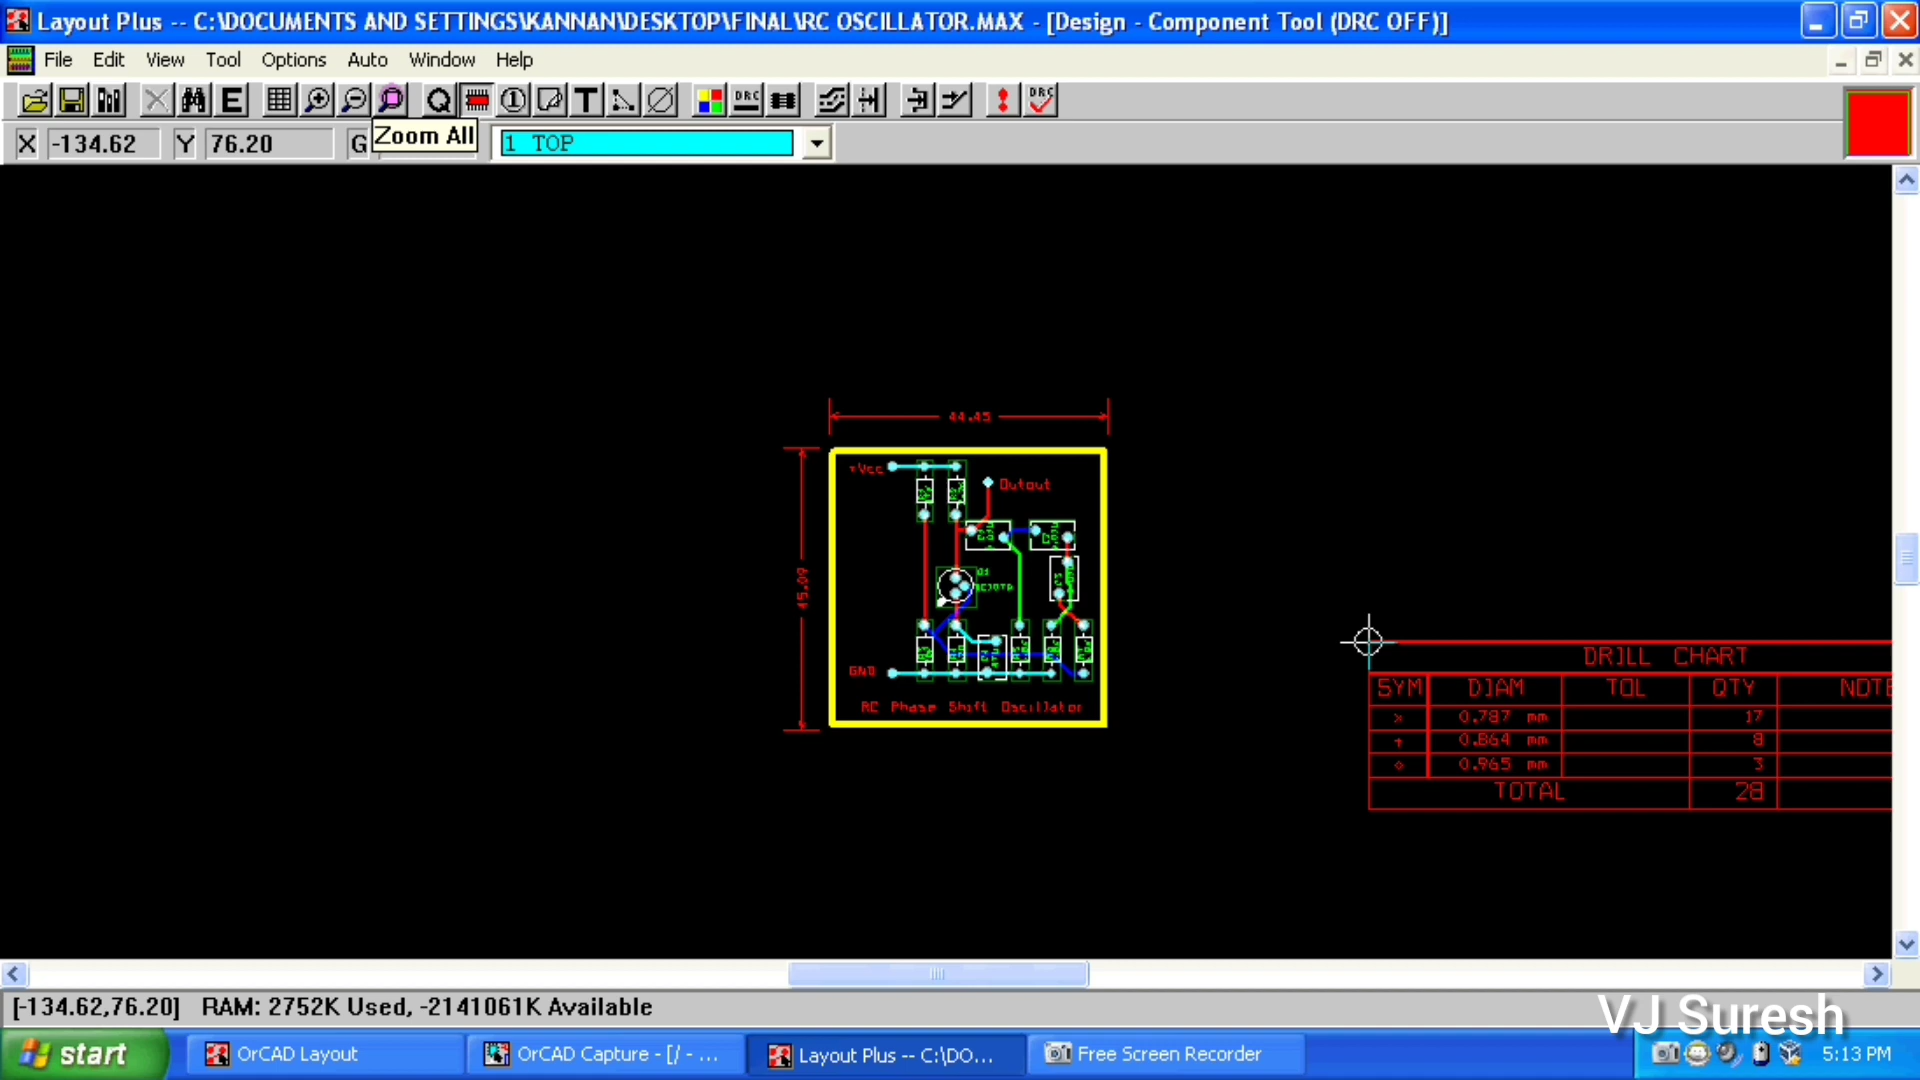 Layout Plus -- C:\DOCUMENTS AND SETTINGS\KANNAN\DESKTOP\FINAL\RC OSCILLATOR.MAX - [Design - Component Tool (DRC OFF)]
File Edit View Tool Options Auto Window Help
E Q 1 T DRC DRC
X -134.62 Y 76.20 G Zoom All 1 TOP
44.45
+Vcc
Output
45.09
Q1
GND
RC Phase Shift Oscillator
DRILL CHART
SYM DIAM TOL QTY NOTE
0.787 mm 17
0.864 mm 8
0.965 mm 3
TOTAL 28
[-134.62,76.20] RAM: 2752K Used, -2141061K Available
VJ Suresh
start OrCAD Layout OrCAD Capture - [/ - ... Layout Plus -- C:\DO... Free Screen Recorder 5:13 PM